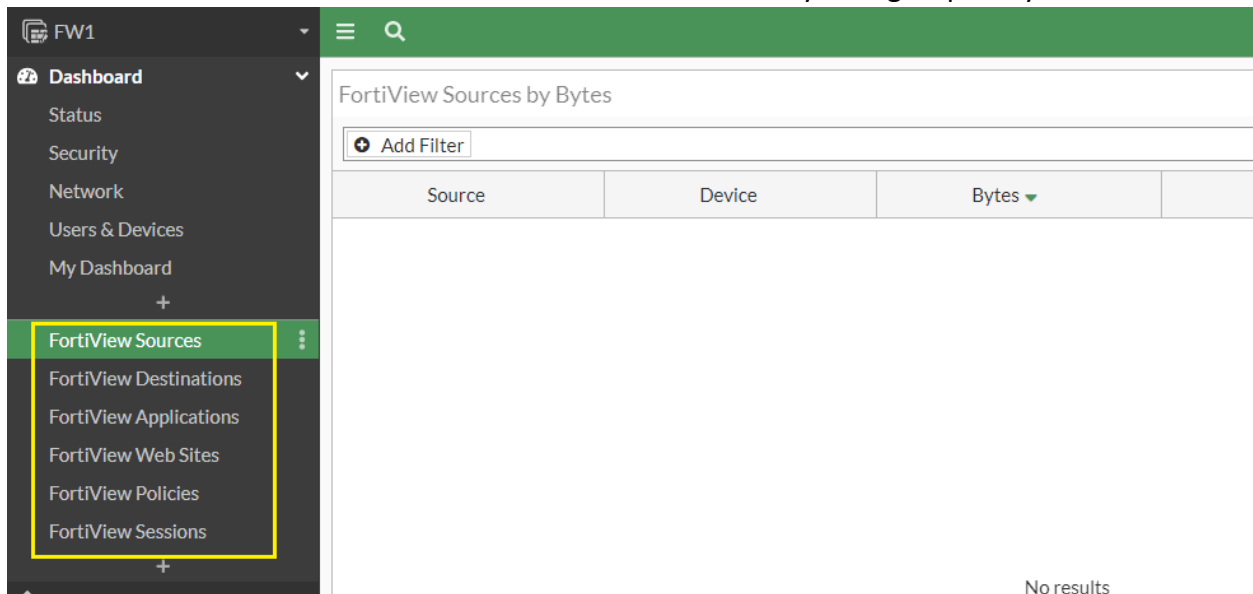 FW1
Dashboard
Status
Security
Network
Users & Devices
My Dashboard
+
FortiView Sources
FortiView Destinations
FortiView Applications
FortiView Web Sites
FortiView Policies
FortiView Sessions
+
FortiView Sources by Bytes
Add Filter
Source Device Bytes
No results